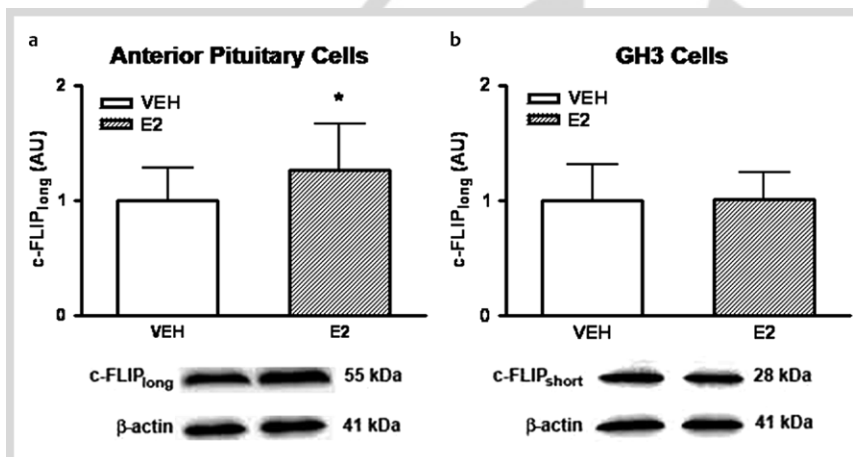 a
Anterior Pituitary Cells
2
1
0
c-FLIPlong (AU)
VEH
E2
*
VEH
E2
c-FLIPlong
55 kDa
β-actin
41 kDa
b
GH3 Cells
2
1
0
c-FLIPlong (AU)
VEH
E2
VEH
E2
c-FLIPshort
28 kDa
β-actin
41 kDa